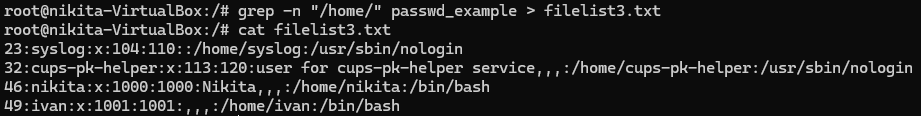 root@nikita-VirtualBox:/# grep -n "/home/" passwd_example > filelist3.txt
root@nikita-VirtualBox:/# cat filelist3.txt
23:syslog:x:104:110::/home/syslog:/usr/sbin/nologin
32:cups-pk-helper:x:113:120:user for cups-pk-helper service,,,:/home/cups-pk-helper:/usr/sbin/nologin
46:nikita:x:1000:1000:Nikita,,,:/home/nikita:/bin/bash
49:ivan:x:1001:1001:,,,:/home/ivan:/bin/bash